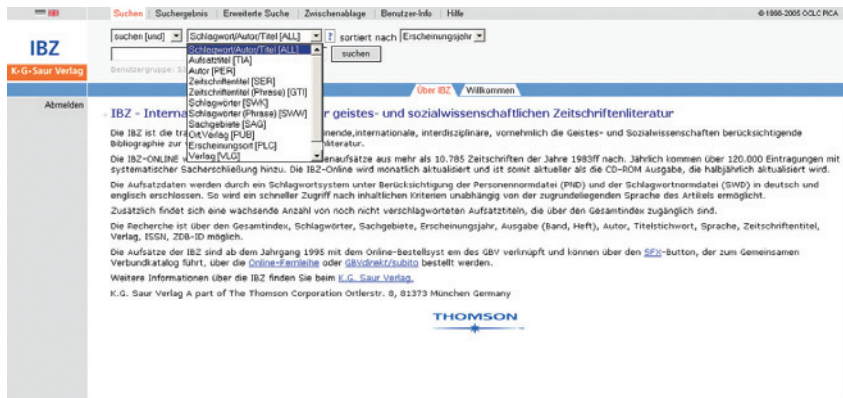 Suchen | Suchergebnis | Erweiterte Suche | Zwischenablage | Benutzer-Info | Hilfe
©1998-2005 OCLC PICA
IBZ
K·G·Saur Verlag
Abmelden
suchen [und] Schlagwort/Autor/Titel [ALL] ? sortiert nach Erscheinungsjahr
suchen
Schlagwort/Autor/Titel [ALL]
Aufsatztitel [TIA]
Autor [PER]
Zeitschriftentitel [SER]
Zeitschriftentitel (Phrase) [GTI]
Schlagwörter [SWK]
Schlagwörter (Phrase) [SWW]
Sachgebiete [SAG]
Ort,Verlag [PUB]
Erscheinungsort [PLC]
Verlag [VLG]
Benutzergruppe:
Über IBZ Willkommen
IBZ - Interna r geistes- und sozialwissenschaftlichen Zeitschriftenliteratur
Die IBZ ist die tra nende,internationale, interdisziplinäre, vornehmlich die Geistes- und Sozialwissenschaften berücksichtigende
Bibliographie zur nliteratur.
Die IBZ-ONLINE enaufsätze aus mehr als 10.785 Zeitschriften der Jahre 1983ff nach. Jährlich kommen über 120.000 Eintragungen mit
systematischer Sacherschließung hinzu. Die IBZ-Online wird monatlich aktualisiert und ist somit aktueller als die CD-ROM Ausgabe, die halbjährlich aktualisiert wird.
Die Aufsatzdaten werden durch ein Schlagwortsystem unter Berücksichtigung der Personennormdatei (PND) und der Schlagwortnormdatei (SWD) in deutsch und
englisch erschlossen. So wird ein schneller Zugriff nach inhaltlichen Kriterien unabhängig von der zugrundeliegenden Sprache des Artikels ermöglicht.
Zusätzlich findet sich eine wachsende Anzahl von noch nicht verschlagworteten Aufsatztiteln, die über den Gesamtindex zugänglich sind.
Die Recherche ist über den Gesamtindex, Schlagwörter, Sachgebiete, Erscheinungsjahr, Ausgabe (Band, Heft), Autor, Titelstichwort, Sprache, Zeitschriftentitel,
Verlag, ISSN, ZDB-ID möglich.
Die Aufsätze der IBZ sind ab dem Jahrgang 1995 mit dem Online-Bestellsyst em des GBV verknüpft und können über den SFX-Button, der zum Gemeinsamen
Verbundkatalog führt, über die Online-Fernleihe oder GBVdirekt/subito bestellt werden.
Weitere Informationen über die IBZ finden Sie beim K.G. Saur Verlag.
K.G. Saur Verlag A part of The Thomson Corporation Ortlerstr. 8, 81373 München Germany
THOMSON